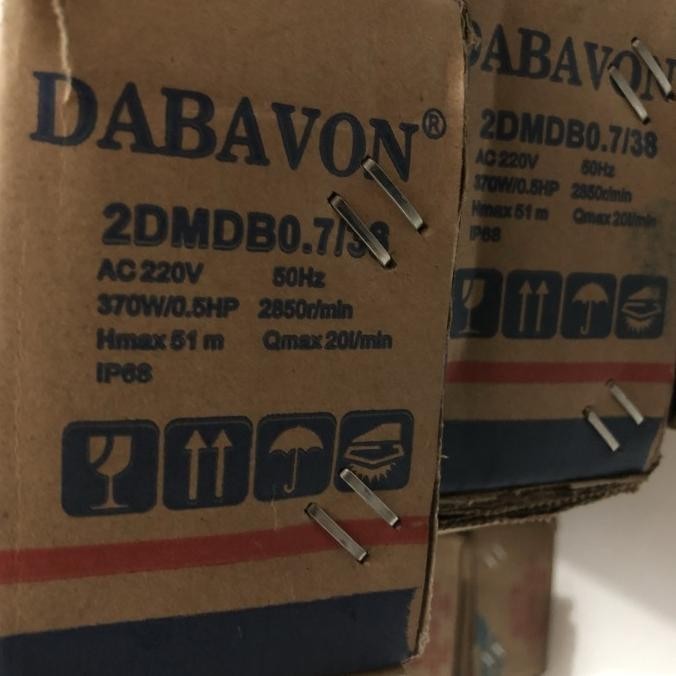 DABAVON®
2DMDB0.7/38
AC 220V 50Hz
370W/0.5HP 2850r/min
Hmax 51 m Qmax 20l/min
IP68
DABAVON
2DMDB0.7/38
AC 220V 50Hz
370W/0.5HP 2850r/min
Hmax 51 m Qmax 20l/min
IP68